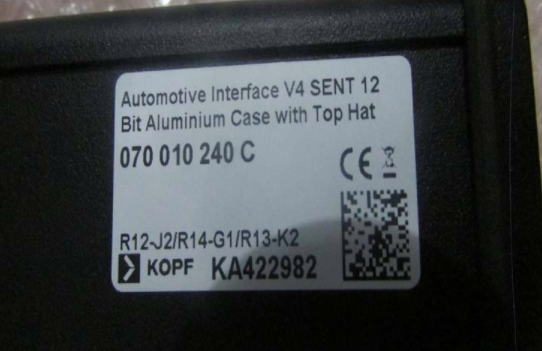 Automotive Interface V4 SENT 12
Bit Aluminium Case with Top Hat
070 010 240 C
CE
R12-J2/R14-G1/R13-K2
KOPF KA422982